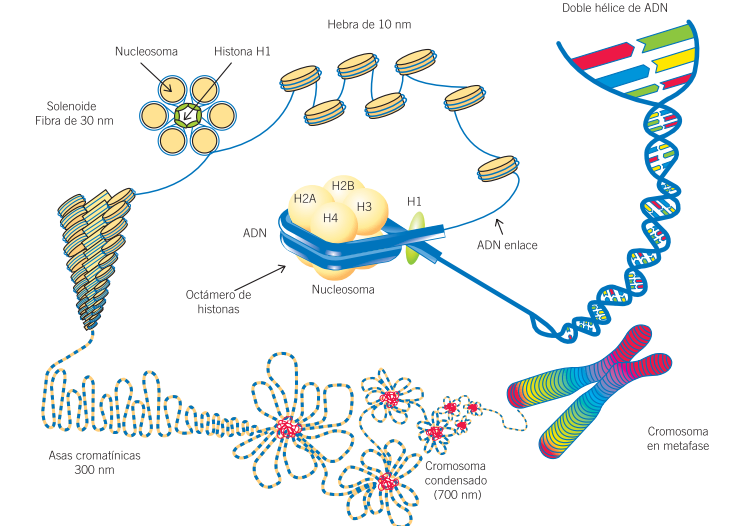 Doble hélice de ADN
Hebra de 10 nm
Nucleosoma
Histona H1
Solenoide
Fibra de 30 nm
H2B
H2A
H3
H1
H4
ADN
ADN enlace
Nucleosoma
Octámero de
histonas
Asas cromatínicas
300 nm
Cromosoma
condensado
(700 nm)
Cromosoma
en metafase